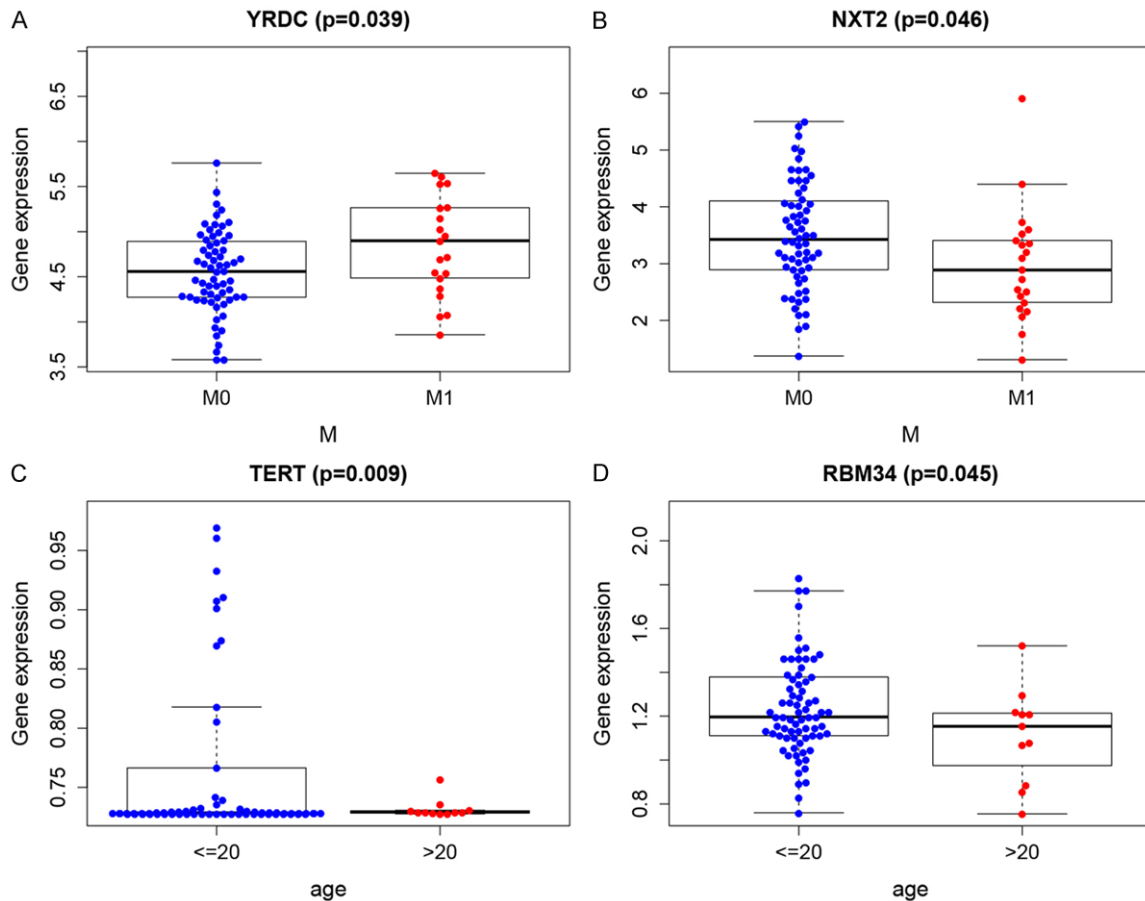 A
YRDC (p=0.039)
Gene expression
6.5
5.5
4.5
3.5
M0 M1
M
B
NXT2 (p=0.046)
Gene expression
6
5
4
3
2
M0 M1
M
C
TERT (p=0.009)
Gene expression
0.95
0.90
0.85
0.80
0.75
<=20 >20
age
D
RBM34 (p=0.045)
Gene expression
2.0
1.6
1.2
0.8
<=20 >20
age